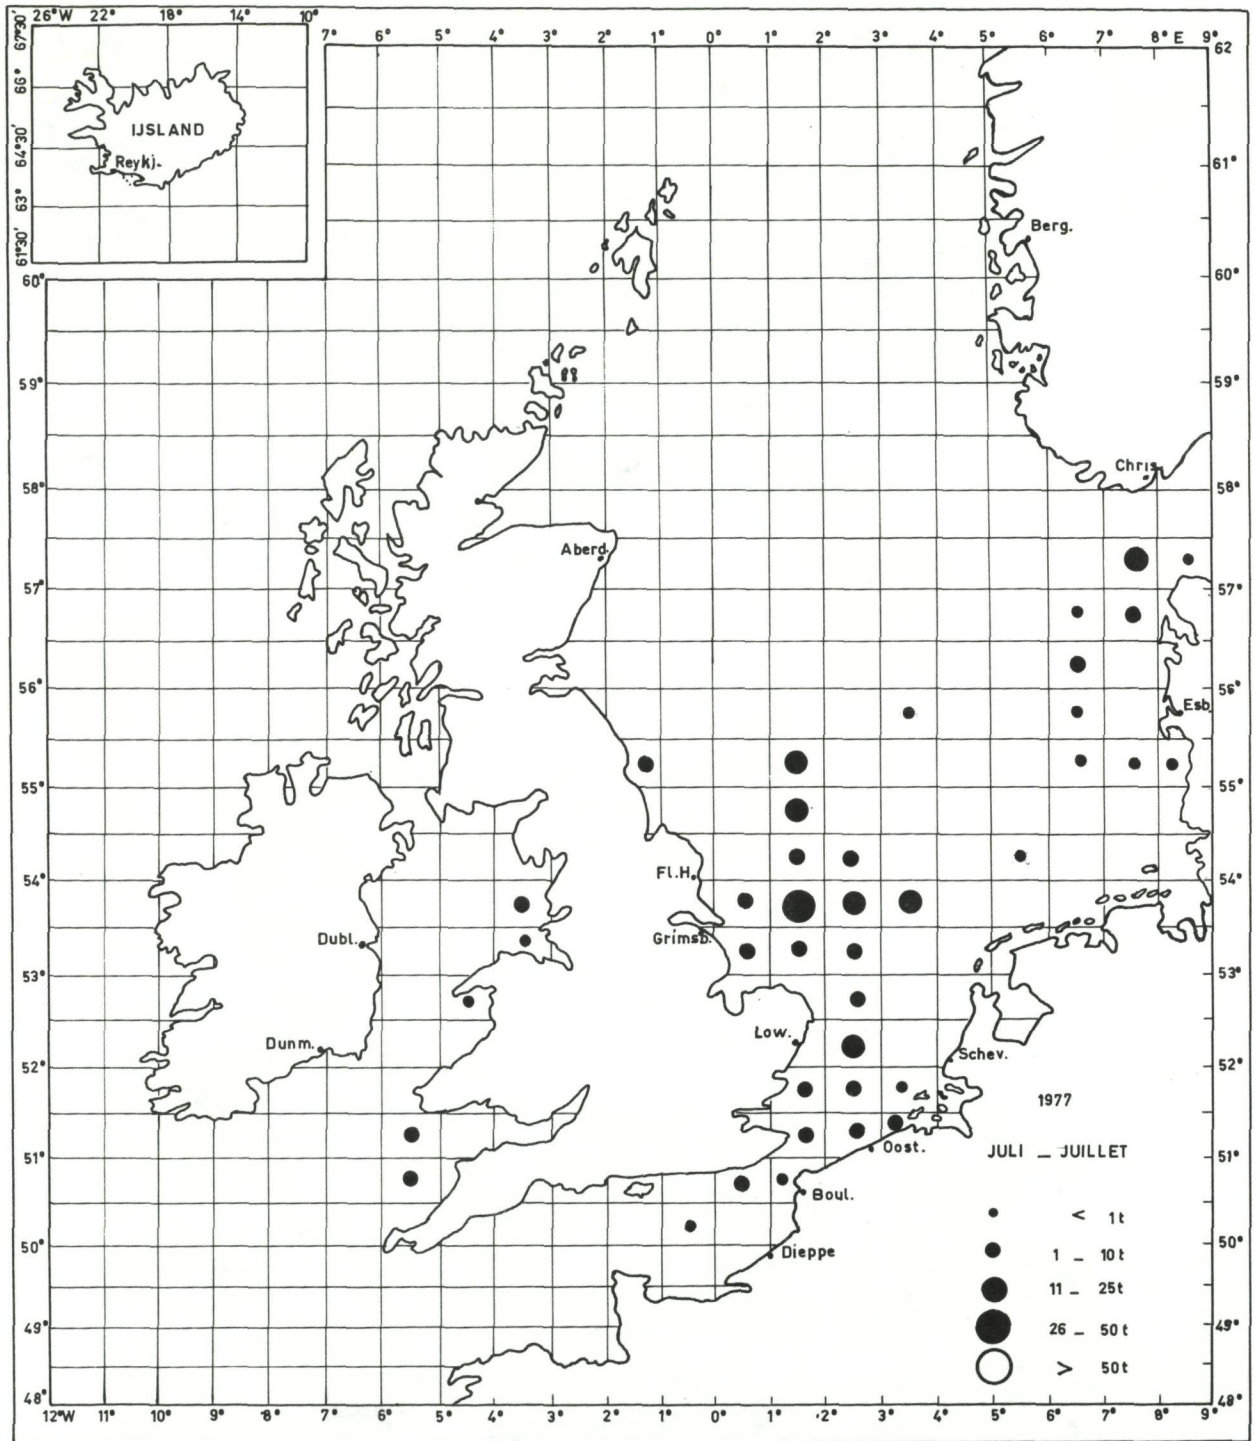 26°W 22° 18° 14° 10°
67°30'
66°
64°30'
63°
61°30'
IJSLAND
Reykj.
7° 6° 5° 4° 3° 2° 1° 0° 1° 2° 3° 4° 5° 6° 7° 8° E 9°
62
61°
Berg.
60° 60°
59° 59°
Chris
58° 58°
Aberd.
57° 57°
56° 56°
Esb
55° 55°
Fl.H.
54° 54°
Dubl.
Grimsb.
53° 53°
Low.
Dunm.
Schev.
52° 52°
1977
Oost.
51° 51°
JULI _ JUILLET
Boul.
< 1t
50° 50°
Dieppe
1 _ 10t
11 _ 25t
49° 49°
26 _ 50t
> 50t
48° 48°
12°W 11° 10° 9° 8° 7° 6° 5° 4° 3° 2° 1° 0° 1° 2° 3° 4° 5° 6° 7° 8° 9°